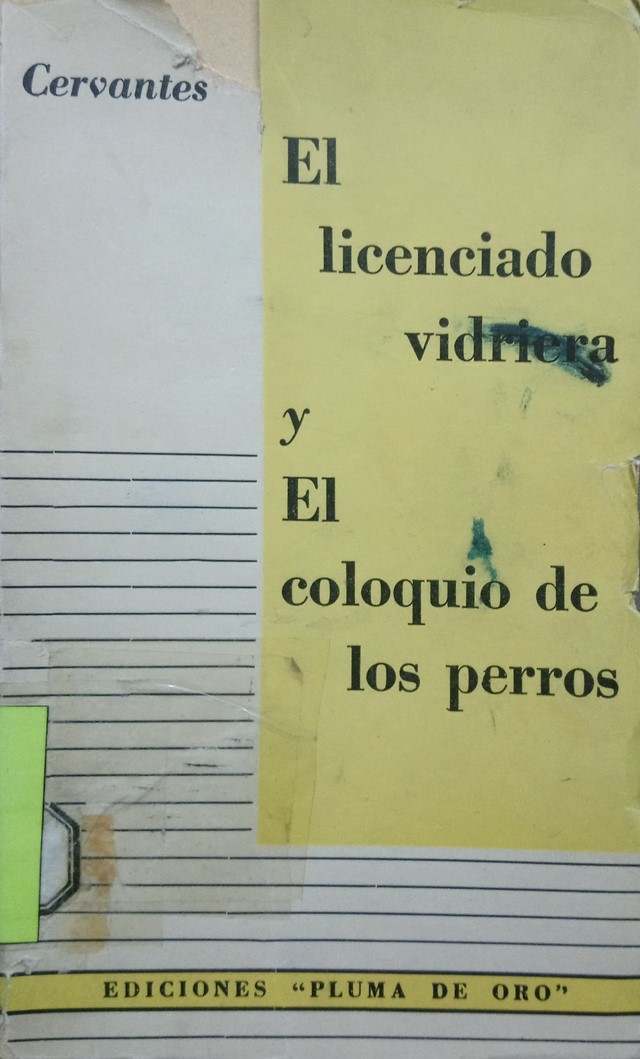 Cervantes
El
licenciado
vidriera
y
El
coloquio de
los perros
EDICIONES “PLUMA DE ORO”